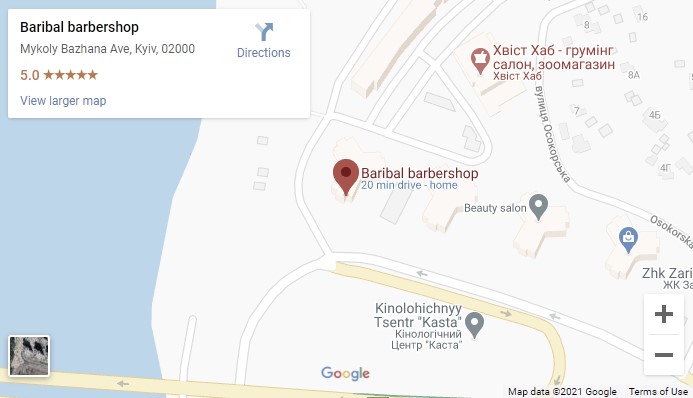 Baribal barbershop
Mykoly Bazhana Ave, Kyiv, 02000
Directions
5.0
View larger map
Хвіст Хаб - грумінг
салон, зоомагазин
Хвіст Хаб
вулиця Осокорська
8А
8
4Б
4
4Г
Baribal barbershop
20 min drive - home
Beauty salon
Osokorska
Zhk Zari
ЖК За
Kinolohichnyy
Tsentr "Kasta"
Кінологічний
Центр "Каста"
+
−
Google
Map data ©2021 Google
Terms of Use